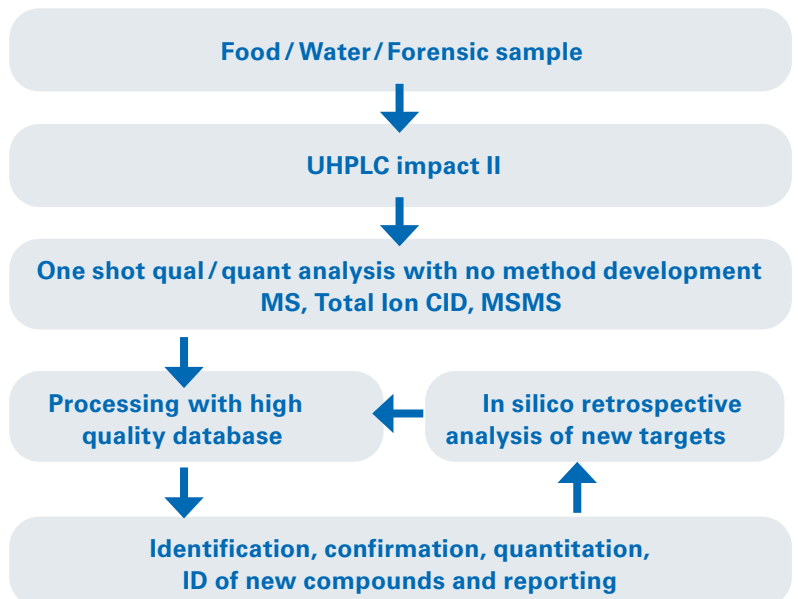 Food / Water / Forensic sample
UHPLC impact II
One shot qual / quant analysis with no method development
MS, Total Ion CID, MSMS
Processing with high
quality database
In silico retrospective
analysis of new targets
Identification, confirmation, quantitation,
ID of new compounds and reporting